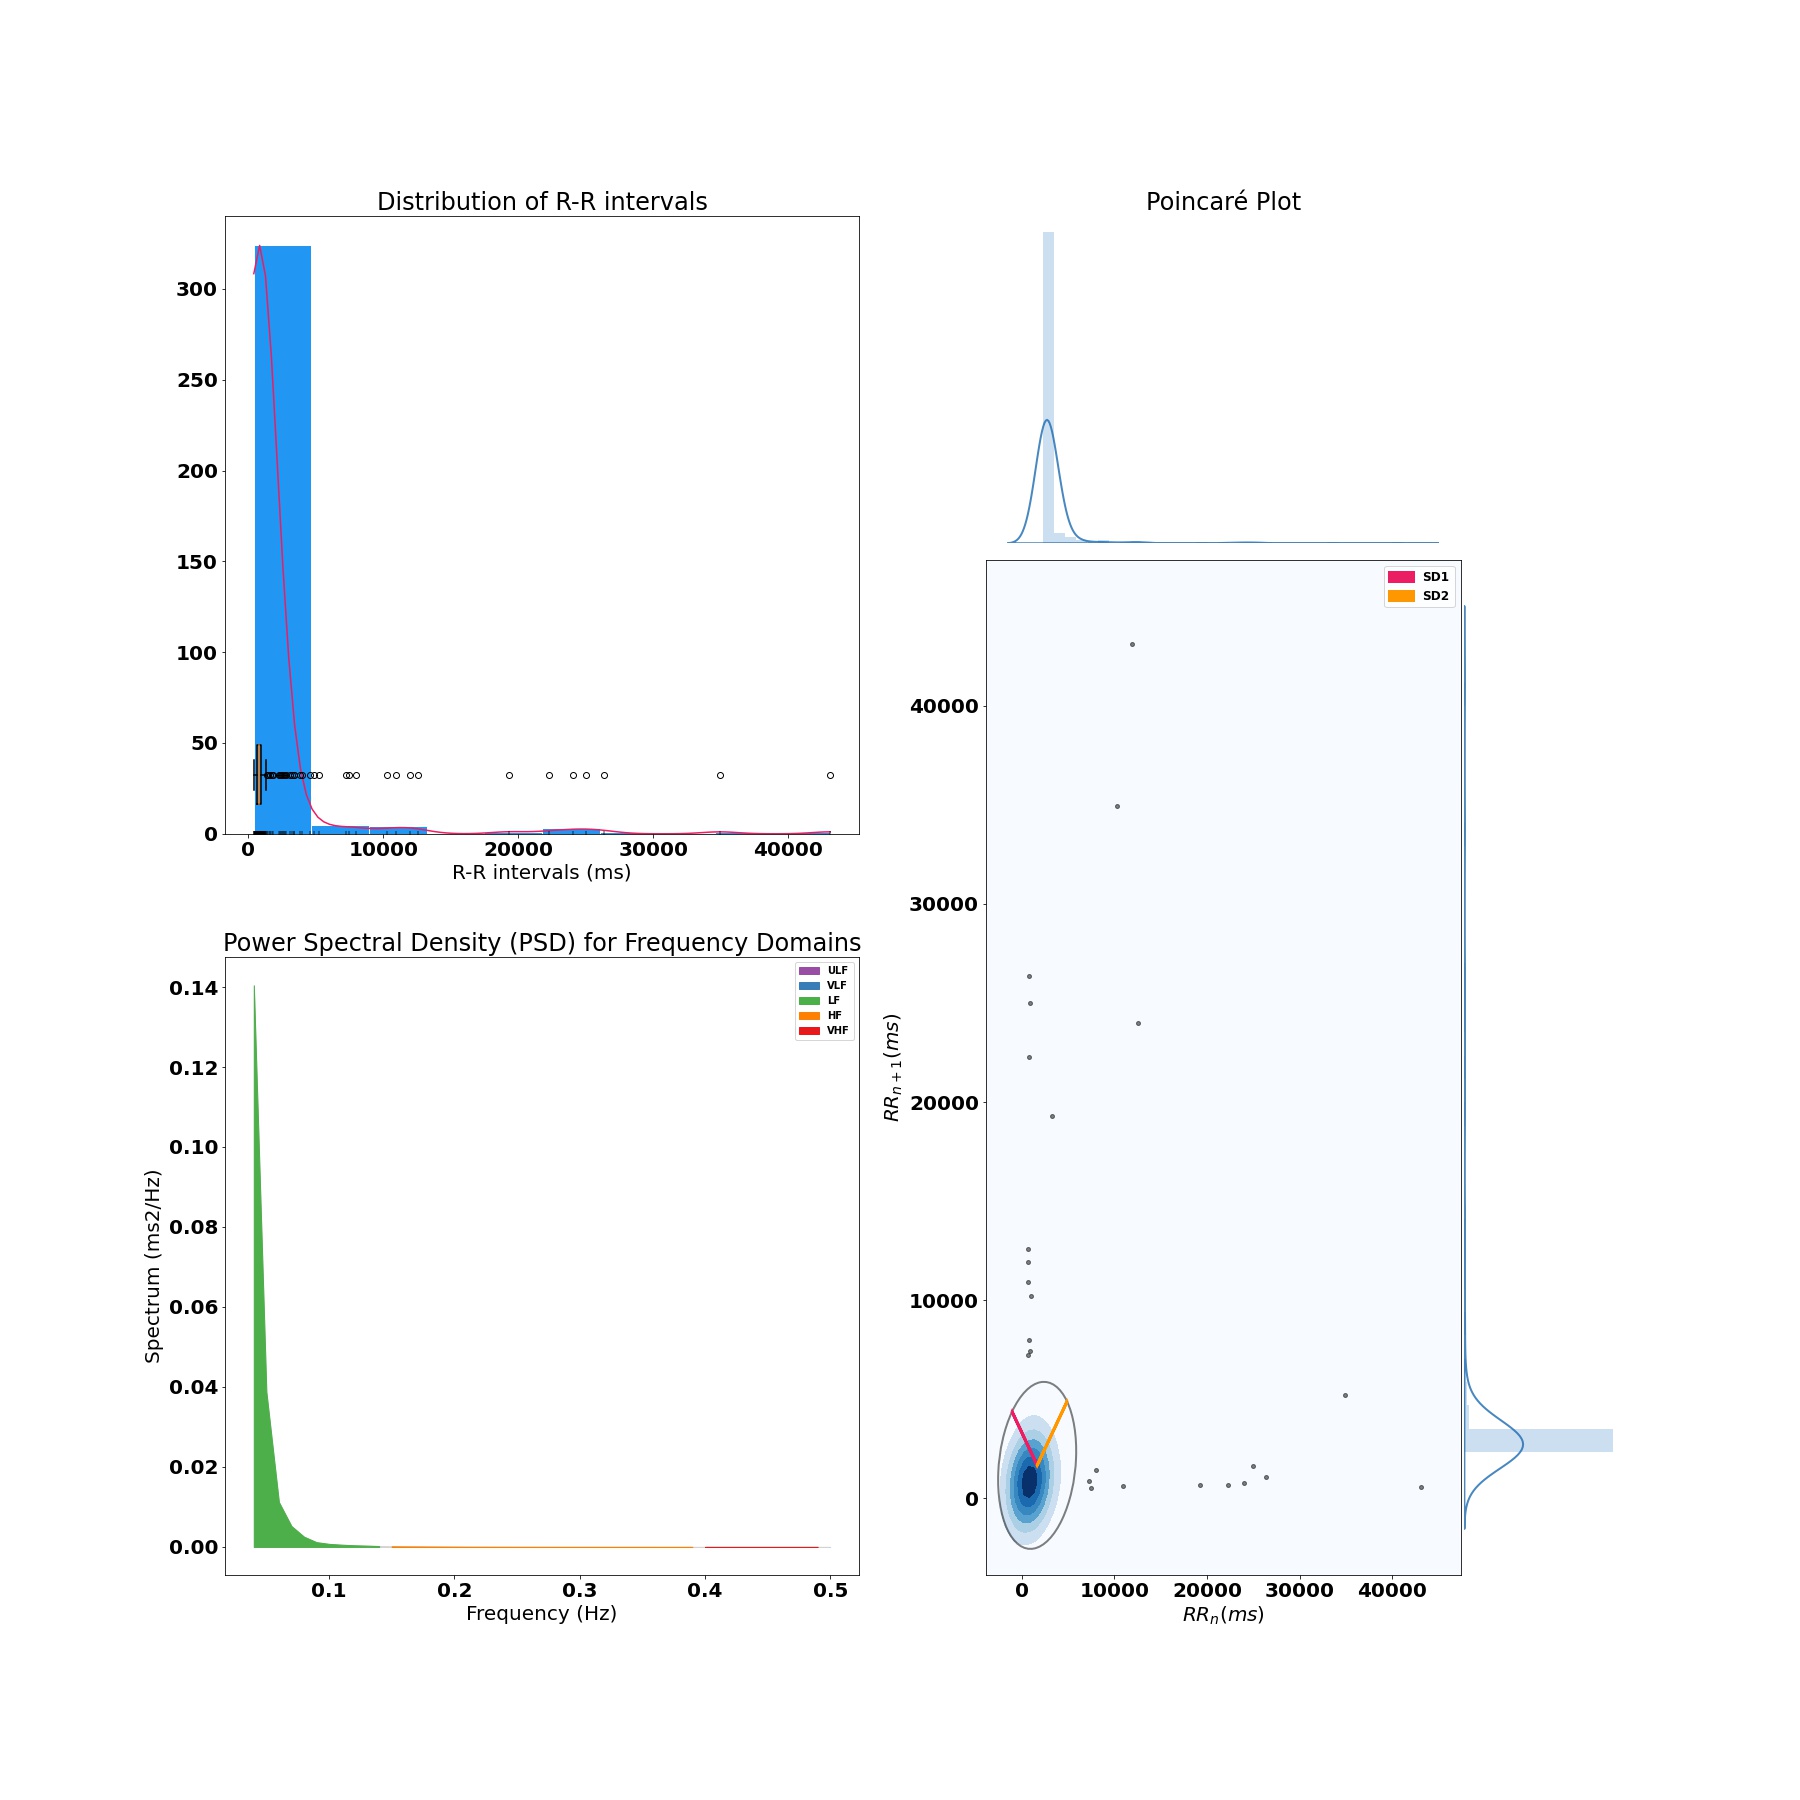 Distribution of R-R intervals
300
250
200
150
100
50
0
0 10000 20000 30000 40000
R-R intervals (ms)
Power Spectral Density (PSD) for Frequency Domains
ULF
VLF
LF
HF
VHF
0.14
0.12
0.10
0.08
0.06
0.04
0.02
0.00
Spectrum (ms2/Hz)
0.1 0.2 0.3 0.4 0.5
Frequency (Hz)
Poincaré Plot
SD1
SD2
40000
30000
20000
10000
0
RRn+1(ms)
0 10000 20000 30000 40000
RRn(ms)